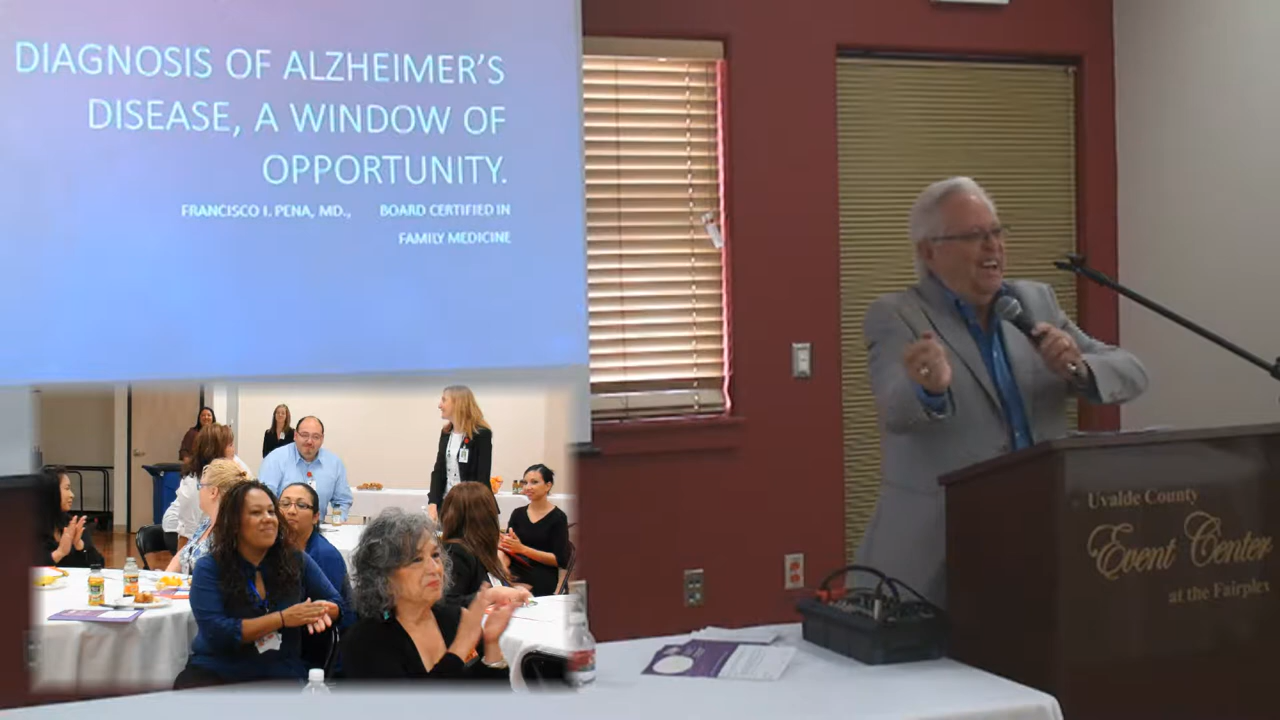 DIAGNOSIS OF ALZHEIMER'S
DISEASE, A WINDOW OF
OPPORTUNITY.
FRANCISCO I. PENA, MD., BOARD CERTIFIED IN
FAMILY MEDICINE
Uvalde County
Event Center
at the Fairplex